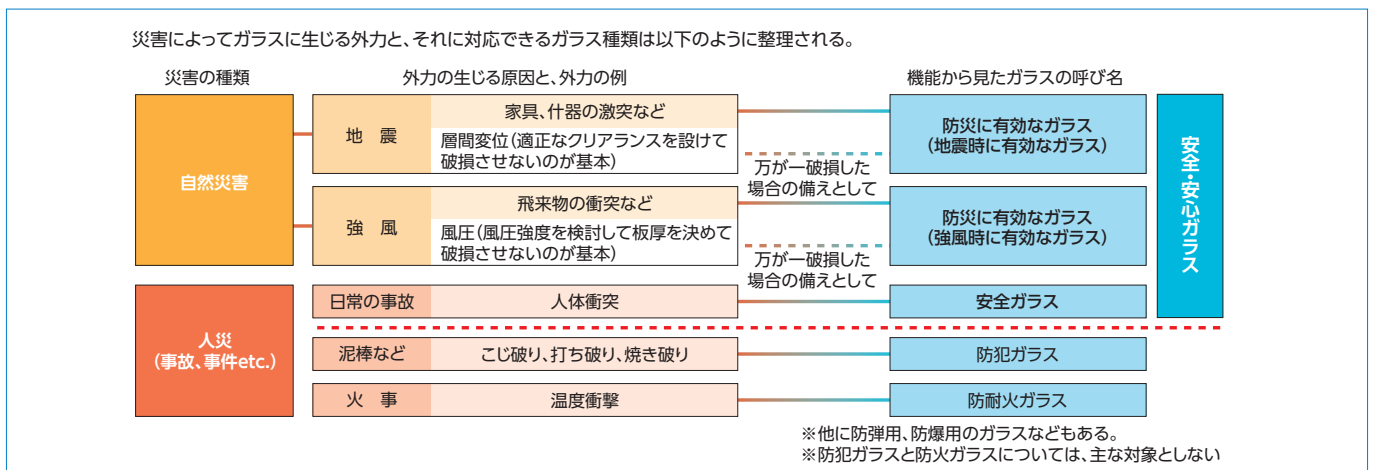 災害によってガラスに生じる外力と、それに対応できるガラス種類は以下のように整理される。
災害の種類
外力の生じる原因と、外力の例
機能から見たガラスの呼び名
自然災害
地 震
家具、什器の激突など
層間変位(適正なクリアランスを設けて
破損させないのが基本)
万が一破損した
場合の備えとして
防災に有効なガラス
(地震時に有効なガラス)
強 風
飛来物の衝突など
風圧(風圧強度を検討して板厚を決めて
破損させないのが基本)
万が一破損した
場合の備えとして
防災に有効なガラス
(強風時に有効なガラス)
安全・安心ガラス
人災
(事故、事件etc.)
日常の事故
人体衝突
安全ガラス
泥棒など
こじ破り、打ち破り、焼き破り
防犯ガラス
火 事
温度衝撃
防耐火ガラス
※他に防弾用、防爆用のガラスなどもある。
※防犯ガラスと防火ガラスについては、主な対象としない